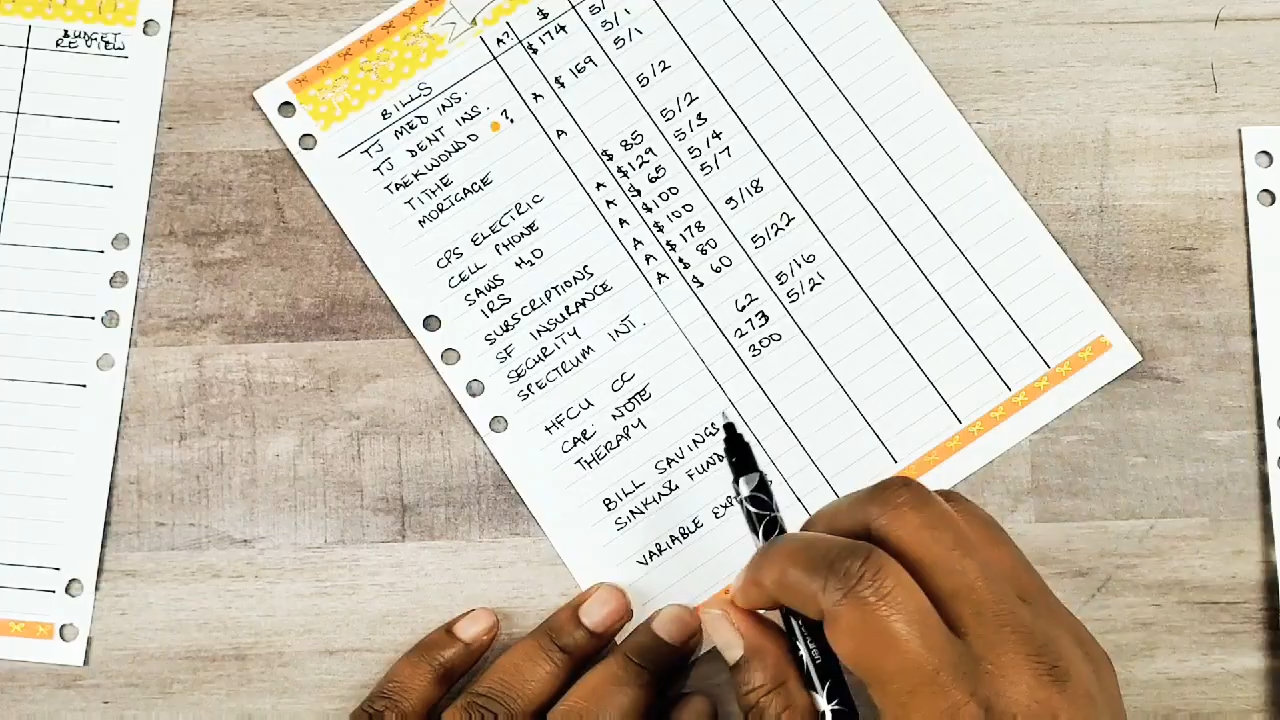 BUDGET
REVIEW
BILLS A? $
TJ MED INS. $174 5/
TJ DENT INS. 5/1
TAEKWONDO ? A $169 5/1
TITHE
MORTGAGE A 5/2
CPS ELECTRIC $ 85 5/2
CELL PHONE A $129 5/3
SAWS H2O A $ 65 5/4
IRS A $100 5/7
SUBSCRIPTIONS A $100
SF INSURANCE A $178 5/18
SECURITY A $ 80
SPECTRUM INT. $ 60 5/22
HFCU CC 62 5/16
CAR NOTE 273 5/21
THERAPY 300
BILL SAVINGS
SINKING FUND
VARIABLE